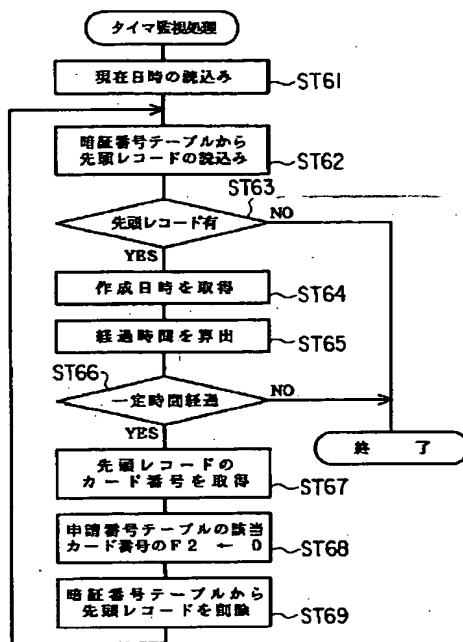 タイマ監視処理
現在日時の読込み
ST61
暗証番号テーブルから
先頭レコードの読込み
ST62
ST63
先頭レコード有
NO
YES
作成日時を取得
ST64
経過時間を算出
ST65
ST66
一定時間経過
NO
YES
終 了
先頭レコードの
カード番号を取得
ST67
申請番号テーブルの該当
カード番号のF2 ← 0
ST68
暗証番号テーブルから
先頭レコードを削除
ST69